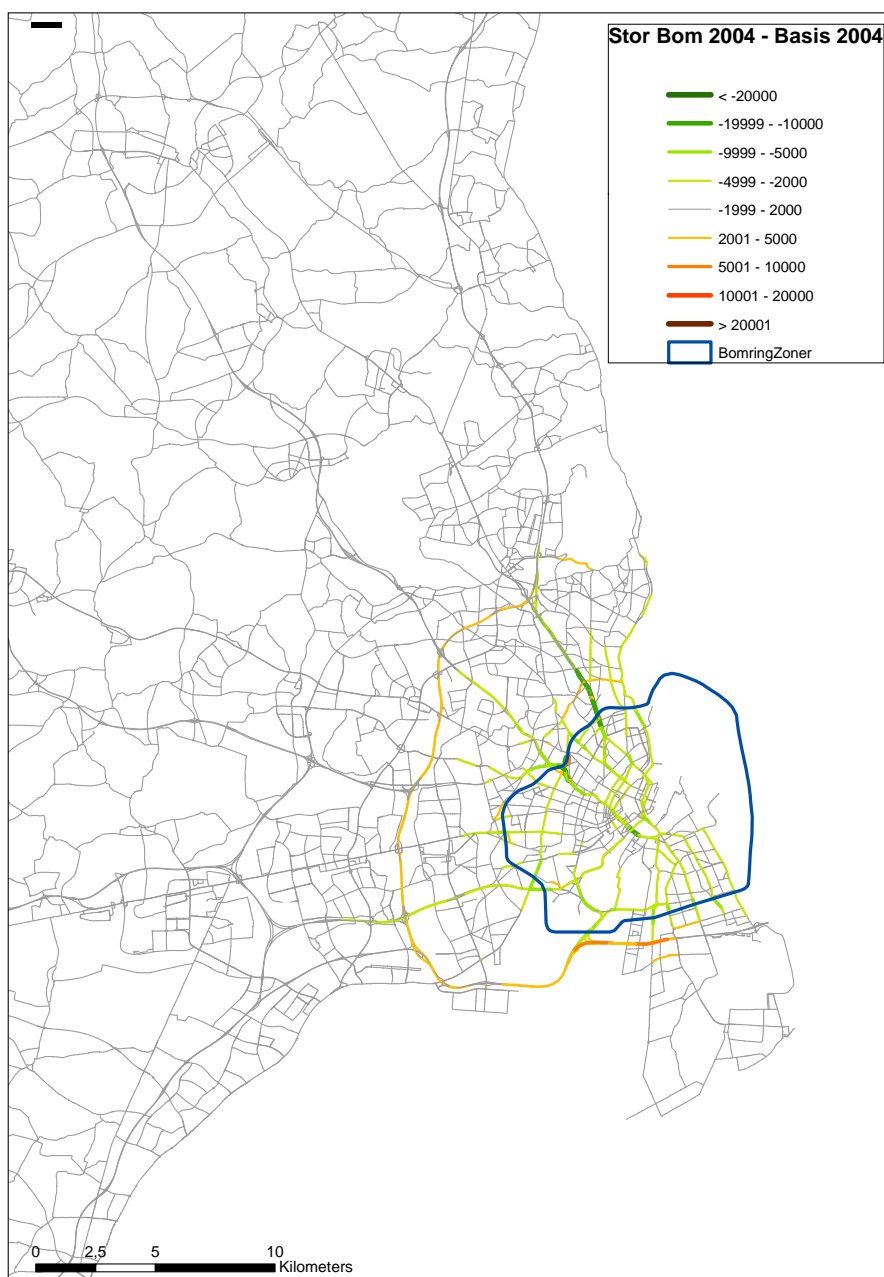 Stor Bom 2004 - Basis 2004
< -20000
-19999 - -10000
-9999 - -5000
-4999 - -2000
-1999 - 2000
2001 - 5000
5001 - 10000
10001 - 20000
> 20001
BomringZoner
0 2,5 5 10
Kilometers